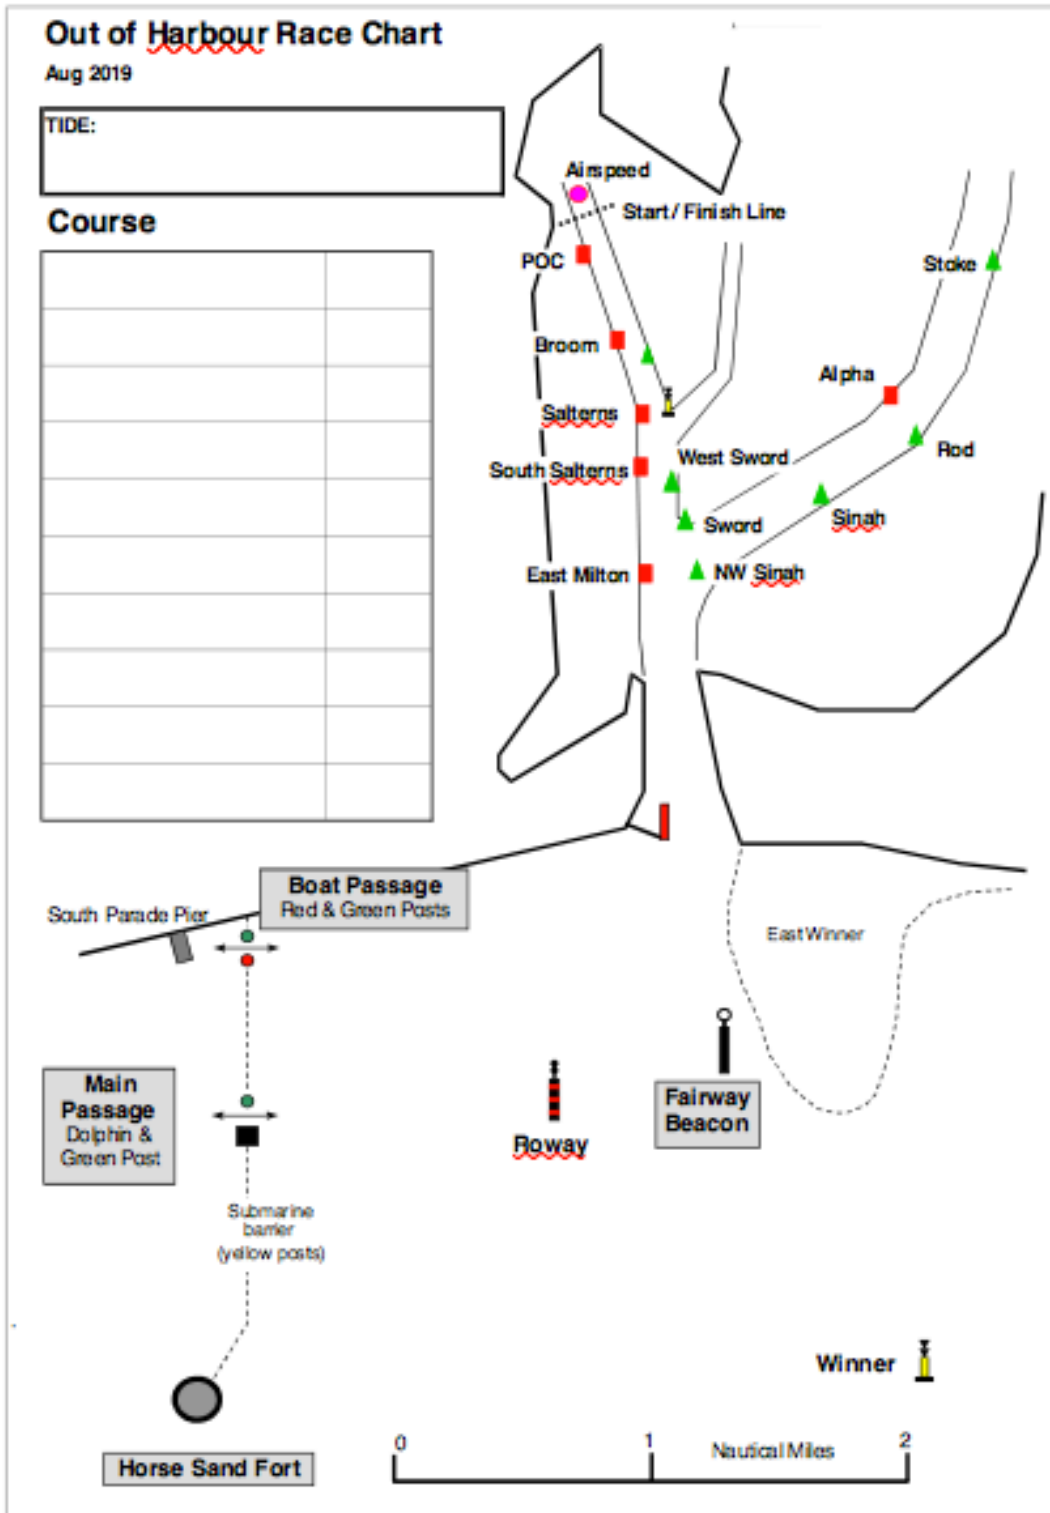 Out of Harbour Race Chart
Aug 2019
TIDE:
Course
Airspeed
Start/ Finish Line
POC
Stoke
Broom
Alpha
Salterns
Rod
West Sword
South Salterns
Sinah
Sword
East Milton
NW Sinah
Boat Passage
Red & Green Posts
South Parade Pier
East Winner
Main
Passage
Dolphin &
Green Post
Fairway
Beacon
Roway
Submarine
barrier
(yellow posts)
Winner
Horse Sand Fort
0
1
Nautical Miles
2